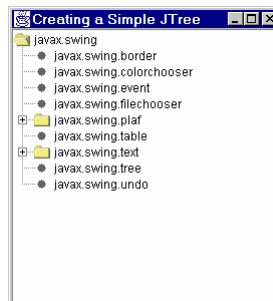 Creating a Simple JTree
javax.swing
javax.swing.border
javax.swing.colorchooser
javax.swing.event
javax.swing.filechooser
javax.swing.plaf
javax.swing.table
javax.swing.text
javax.swing.tree
javax.swing.undo